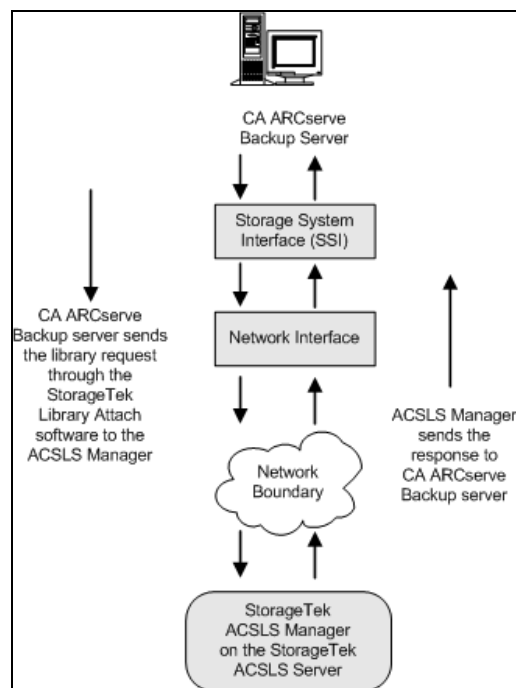 CA ARCserve
Backup Server
Storage System
Interface (SSI)
CA ARCserve
Backup server sends
the library request
through the
StorageTek
Library Attach
software to the
ACSLS Manager
Network Interface
ACSLS Manager
sends the
response to
CA ARCserve
Backup server
Network
Boundary
StorageTek
ACSLS Manager
on the StorageTek
ACSLS Server